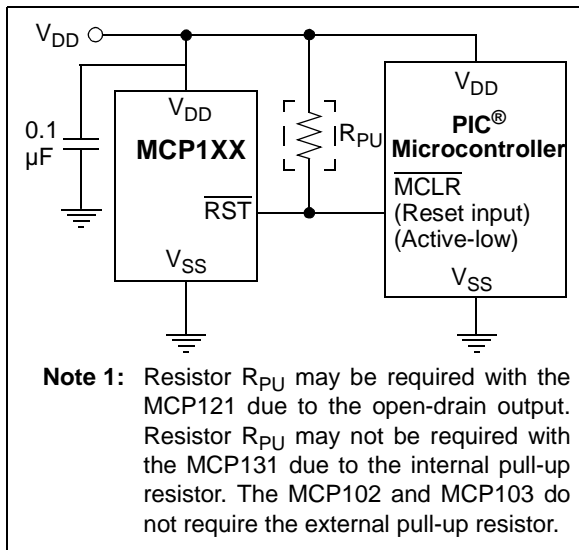 VDD
VDD
VDD
0.1
µF
MCP1XX
RPU
PIC®
Microcontroller
RST
MCLR
(Reset input)
(Active-low)
VSS
VSS
Note 1: Resistor RPU may be required with the
MCP121 due to the open-drain output.
Resistor RPU may not be required with
the MCP131 due to the internal pull-up
resistor. The MCP102 and MCP103 do
not require the external pull-up resistor.